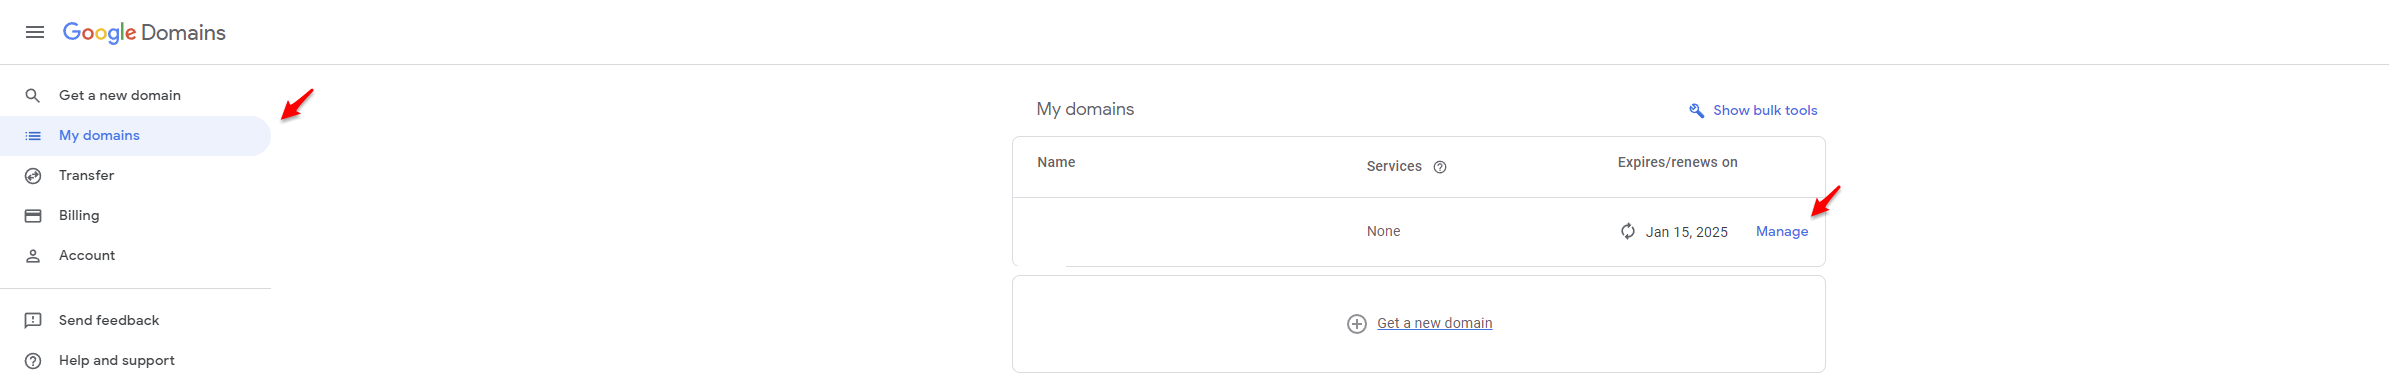 Google Domains
Get a new domain
My domains
Transfer
Billing
Account
Send feedback
Help and support
My domains
Show bulk tools
Name Services Expires/renews on
None Jan 15, 2025 Manage
Get a new domain